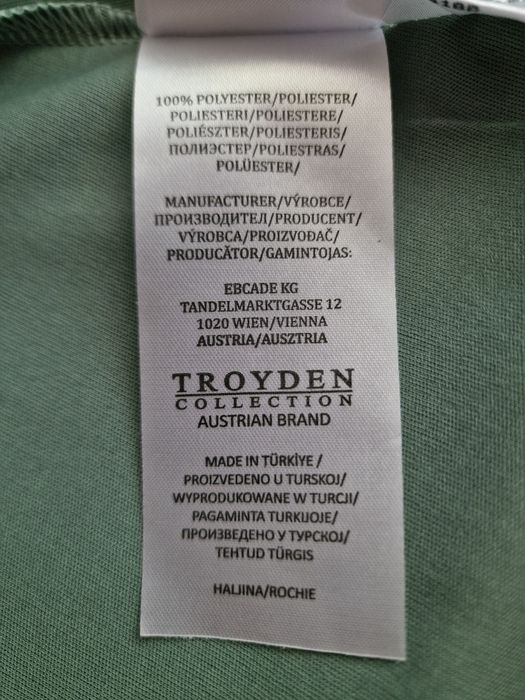 100% POLYESTER/POLIESTER/
POLIESTERI/POLIESTERE/
POLIÉSZTER/POLIESTERIS/
ПОЛИЭСТЕР/POLIESTRAS/
POLÜESTER/
MANUFACTURER/VÝROBCE/
ПРОИЗВОДИТЕЛ/PRODUCENT/
VÝROBCA/PROIZVOĐAČ/
PRODUCĂTOR/GAMINTOJAS:
EBCADE KG
TANDELMARKTGASSE 12
1020 WIEN/VIENNA
AUSTRIA/AUSZTRIA
TROYDEN
COLLECTION
AUSTRIAN BRAND
MADE IN TÜRKİYE /
PROIZVEDENO U TURSKOJ/
WYPRODUKOWANE W TURCJI/
PAGAMINTA TURKIJOJE/
ПРОИЗВЕДЕНО У ТУРСКОЈ/
TEHTUD TÜRGIS
HALJINA/ROCHIE